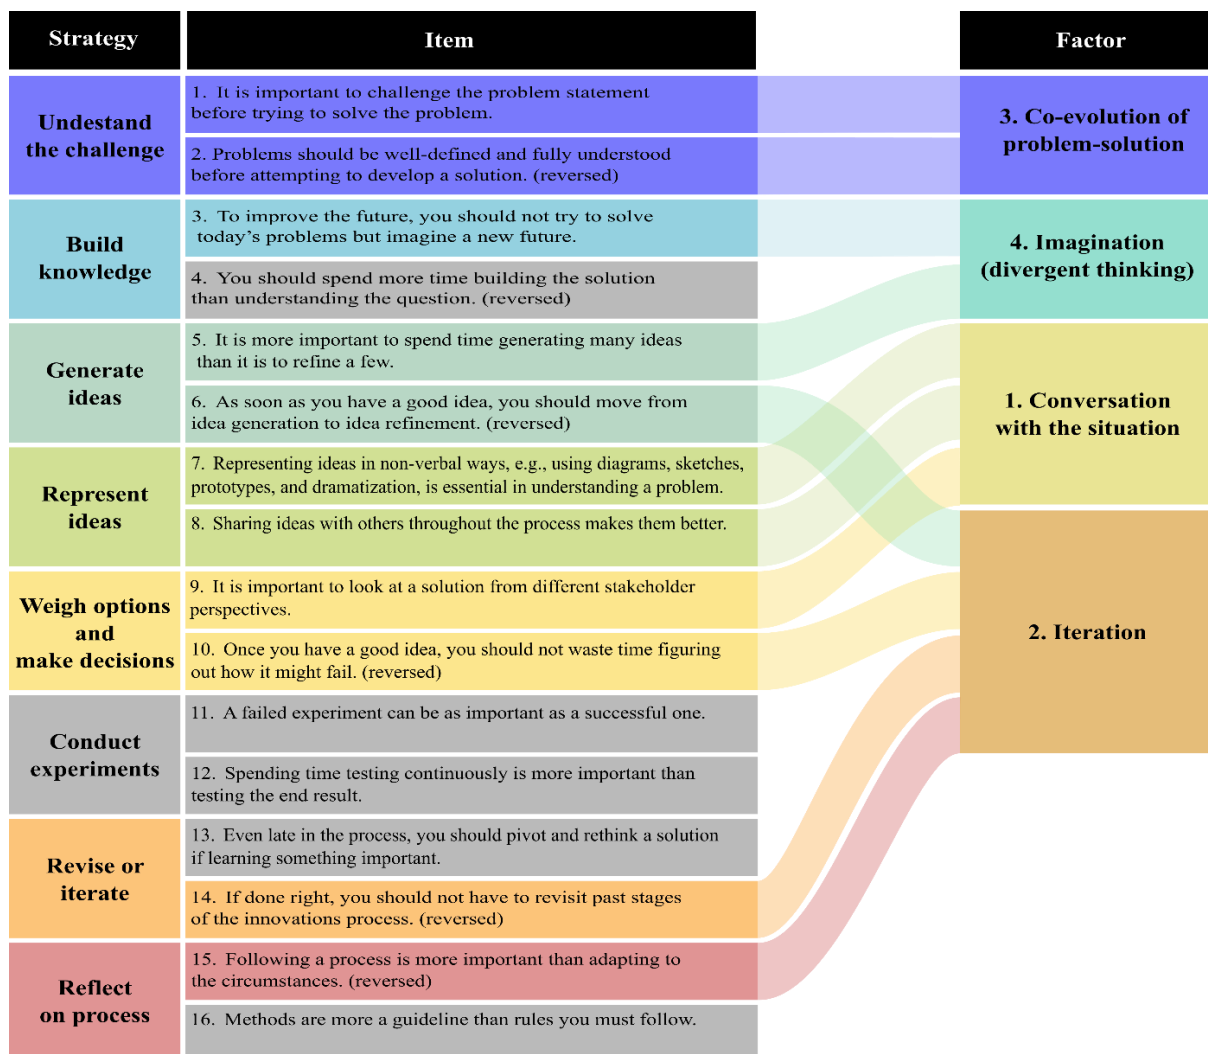 Strategy
Item
Factor
Undestand
the challenge
1. It is important to challenge the problem statement
before trying to solve the problem.
2. Problems should be well-defined and fully understood
before attempting to develop a solution. (reversed)
3. Co-evolution of
problem-solution
Build
knowledge
3. To improve the future, you should not try to solve
today's problems but imagine a new future.
4. You should spend more time building the solution
than understanding the question. (reversed)
4. Imagination
(divergent thinking)
Generate
ideas
5. It is more important to spend time generating many ideas
than it is to refine a few.
6. As soon as you have a good idea, you should move from
idea generation to idea refinement. (reversed)
1. Conversation
with the situation
Represent
ideas
7. Representing ideas in non-verbal ways, e.g., using diagrams, sketches,
prototypes, and dramatization, is essential in understanding a problem.
8. Sharing ideas with others throughout the process makes them better.
Weigh options
and
make decisions
9. It is important to look at a solution from different stakeholder
perspectives.
10. Once you have a good idea, you should not waste time figuring
out how it might fail. (reversed)
2. Iteration
Conduct
experiments
11. A failed experiment can be as important as a successful one.
12. Spending time testing continuously is more important than
testing the end result.
Revise or
iterate
13. Even late in the process, you should pivot and rethink a solution
if learning something important.
14. If done right, you should not have to revisit past stages
of the innovations process. (reversed)
Reflect
on process
15. Following a process is more important than adapting to
the circumstances. (reversed)
16. Methods are more a guideline than rules you must follow.